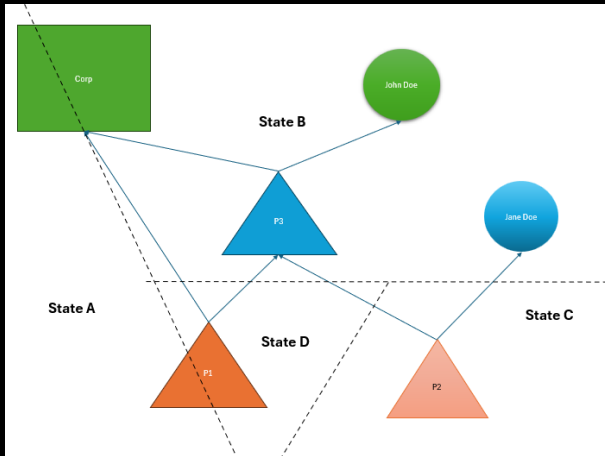 Corp
John Doe
State B
P3
Jane Doe
State A
State C
State D
P1
P2